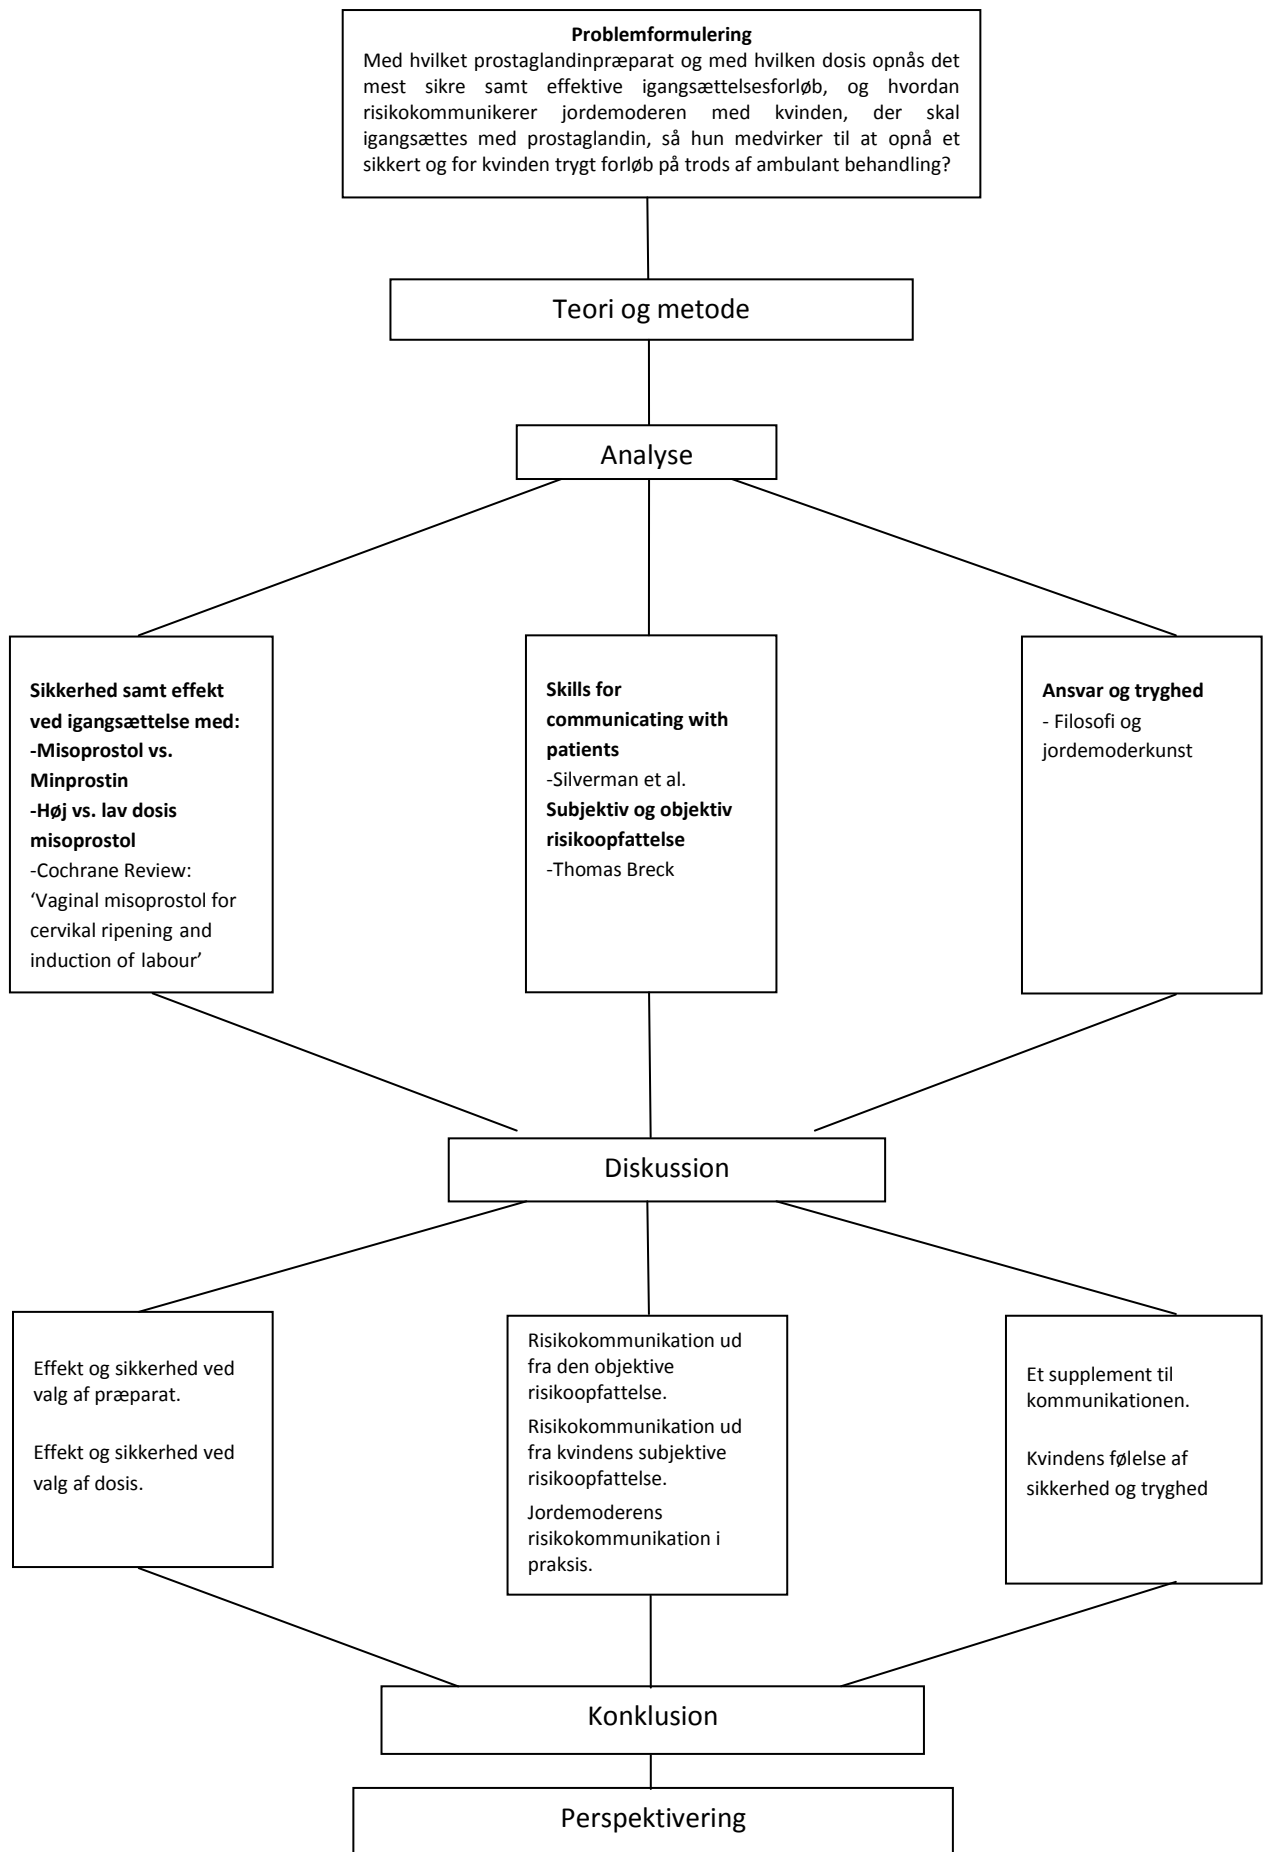 Problemformulering
Med hvilket prostaglandinpræparat og med hvilken dosis opnås det
mest sikre samt effektive igangsættelsesforløb, og hvordan
risikokommunikerer jordemoderen med kvinden, der skal
igangsættes med prostaglandin, så hun medvirker til at opnå et
sikkert og for kvinden trygt forløb på trods af ambulant behandling?
Teori og metode
Analyse
Sikkerhed samt effekt
ved igangsættelse med:
-Misoprostol vs.
Minprostin
-Høj vs. lav dosis
misoprostol
-Cochrane Review:
‘Vaginal misoprostol for
cervikal ripening and
induction of labour’
Skills for
communicating with
patients
-Silverman et al.
Subjektiv og objektiv
risikoopfattelse
-Thomas Breck
Ansvar og tryghed
- Filosofi og
jordemoderkunst
Diskussion
Effekt og sikkerhed ved
valg af præparat.
Effekt og sikkerhed ved
valg af dosis.
Risikokommunikation ud
fra den objektive
risikoopfattelse.
Risikokommunikation ud
fra kvindens subjektive
risikoopfattelse.
Jordemoderens
risikokommunikation i
praksis.
Et supplement til
kommunikationen.
Kvindens følelse af
sikkerhed og tryghed
Konklusion
Perspektivering